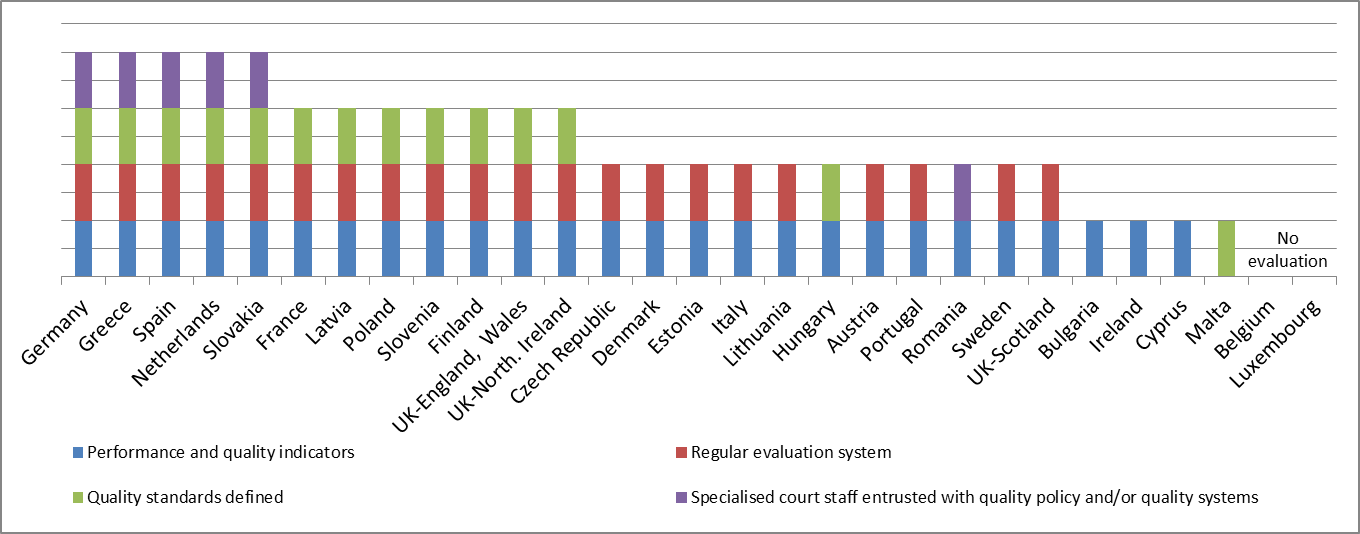 No
evaluation
Germany
Greece
Spain
Netherlands
Slovakia
France
Latvia
Poland
Slovenia
Finland
UK-England,  Wales
UK-North. Ireland
Czech Republic
Denmark
Estonia
Italy
Lithuania
Hungary
Austria
Portugal
Romania
Sweden
UK-Scotland
Bulgaria
Ireland
Cyprus
Malta
Belgium
Luxembourg
Performance and quality indicators
Regular evaluation system
Quality standards defined
Specialised court staff entrusted with quality policy and/or quality systems